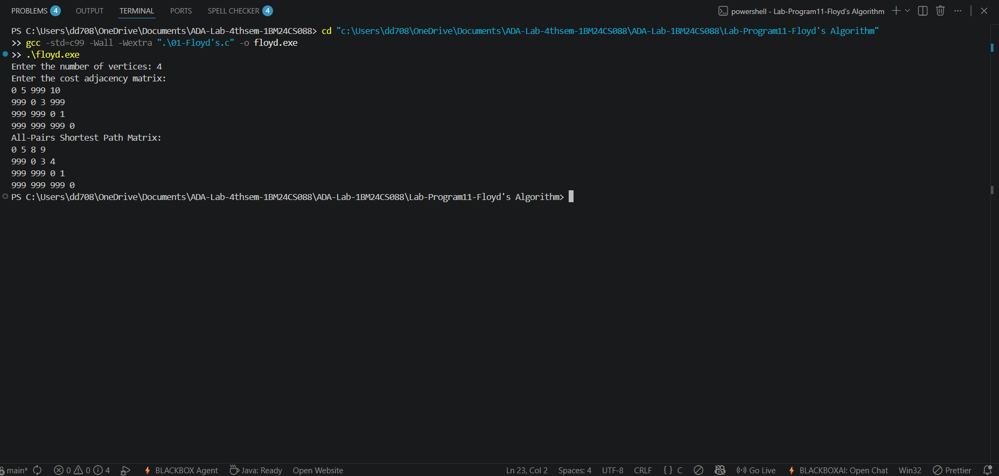 PROBLEMS 4 OUTPUT TERMINAL PORTS SPELL CHECKER 4 powershell - Lab-Program11-Floyd's Algorithm
PS C:\Users\dd708\OneDrive\Documents\ADA-Lab-4thsem-1BM24CS088> cd "c:\Users\dd708\OneDrive\Documents\ADA-Lab-4thsem-1BM24CS088\ADA-Lab-1BM24CS088\Lab-Program11-Floyd's Algorithm"
>> gcc -std=c99 -Wall -Wextra ".\01-Floyd's.c" -o floyd.exe
>> .\floyd.exe
Enter the number of vertices: 4
Enter the cost adjacency matrix:
0 5 999 10
999 0 3 999
999 999 0 1
999 999 999 0
All-Pairs Shortest Path Matrix:
0 5 8 9
999 0 3 4
999 999 0 1
999 999 999 0
PS C:\Users\dd708\OneDrive\Documents\ADA-Lab-4thsem-1BM24CS088\ADA-Lab-1BM24CS088\Lab-Program11-Floyd's Algorithm>
main* 0 0 4 BLACKBOX Agent Java: Ready Open Website Ln 23, Col 2 Spaces: 4 UTF-8 CRLF { } C Go Live BLACKBOXAI: Open Chat Win32 Prettier